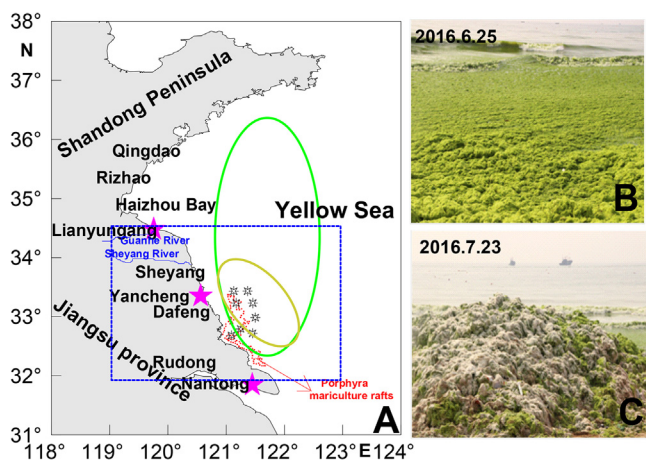 38°
N
37°
36°
35°
34°
33°
32°
31°
118°
119°
120°
121°
122°
E
123°
124°
Shandong Peninsula
Qingdao
Rizhao
Haizhou Bay
Yellow Sea
Lianyungang
Guanhe River
Sheyang River
Sheyang
Yancheng
Dafeng
Jiangsu province
Rudong
Nantong
Porphyra
mariculture rafts
A
2016.6.25
B
2016.7.23
C